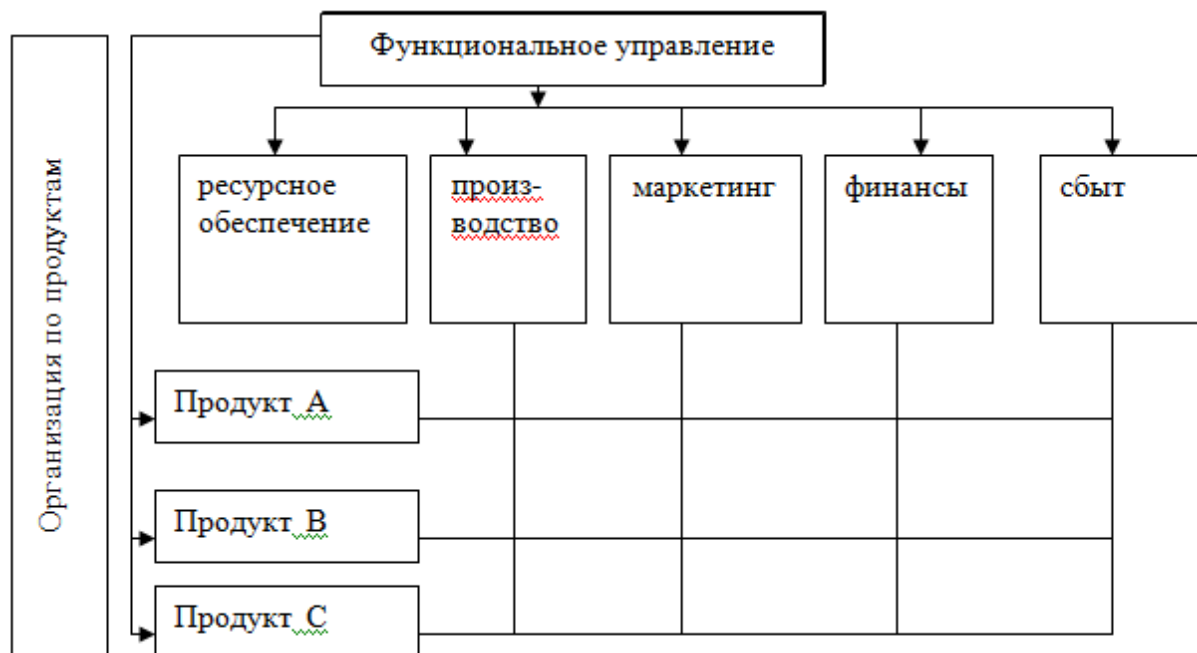 Функциональное управление
Организация по продуктам
ресурсное
обеспечение
произ-
водство
маркетинг
финансы
сбыт
Продукт А
Продукт В
Продукт С